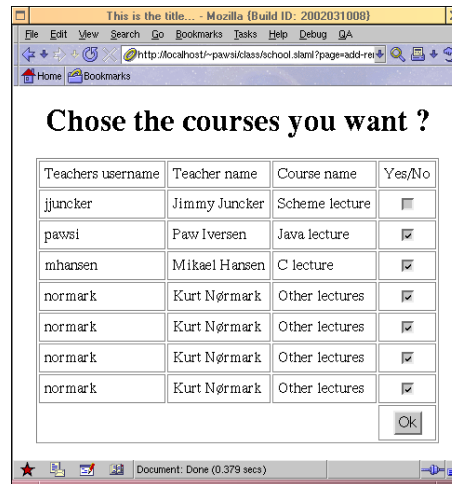 This is the title... - Mozilla {Build ID: 2002031008}
File Edit View Search Go Bookmarks Tasks Help Debug QA
http://localhost/~pawsi/class/school.slaml?page=add-rei
Home Bookmarks
Chose the courses you want ?
Teachers username Teacher name Course name Yes/No
jjuncker Jimmy Juncker Scheme lecture
pawsi Paw Iversen Java lecture
mhansen Mikael Hansen C lecture
normark Kurt Nørmark Other lectures
normark Kurt Nørmark Other lectures
normark Kurt Nørmark Other lectures
normark Kurt Nørmark Other lectures
Ok
Document: Done (0.379 secs)